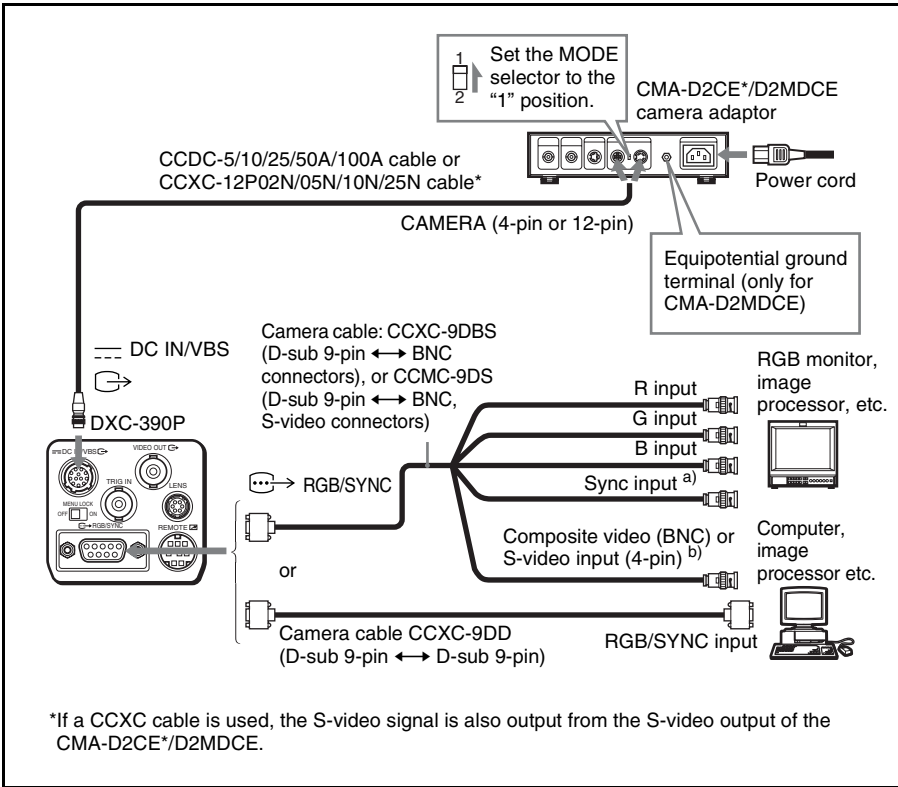 1
2
Set the MODE
selector to the
“1” position.
CMA-D2CE*/D2MDCE
camera adaptor
CCDC-5/10/25/50A/100A cable or
CCXC-12P02N/05N/10N/25N cable*
Power cord
CAMERA (4-pin or 12-pin)
Equipotential ground
terminal (only for
CMA-D2MDCE)
DC IN/VBS
Camera cable: CCXC-9DBS
(D-sub 9-pin ↔ BNC
connectors), or CCMC-9DS
(D-sub 9-pin ↔ BNC,
S-video connectors)
RGB monitor,
image
processor, etc.
R input
G input
B input
Sync input a)
DXC-390P
DC IN/VBS
VIDEO OUT
TRIG IN
LENS
MENU LOCK
OFF ON
RGB/SYNC
REMOTE
RGB/SYNC
Composite video (BNC) or
S-video input (4-pin) b)
Computer,
image
processor etc.
or
Camera cable CCXC-9DD
(D-sub 9-pin ↔ D-sub 9-pin)
RGB/SYNC input
*If a CCXC cable is used, the S-video signal is also output from the S-video output of the
CMA-D2CE*/D2MDCE.